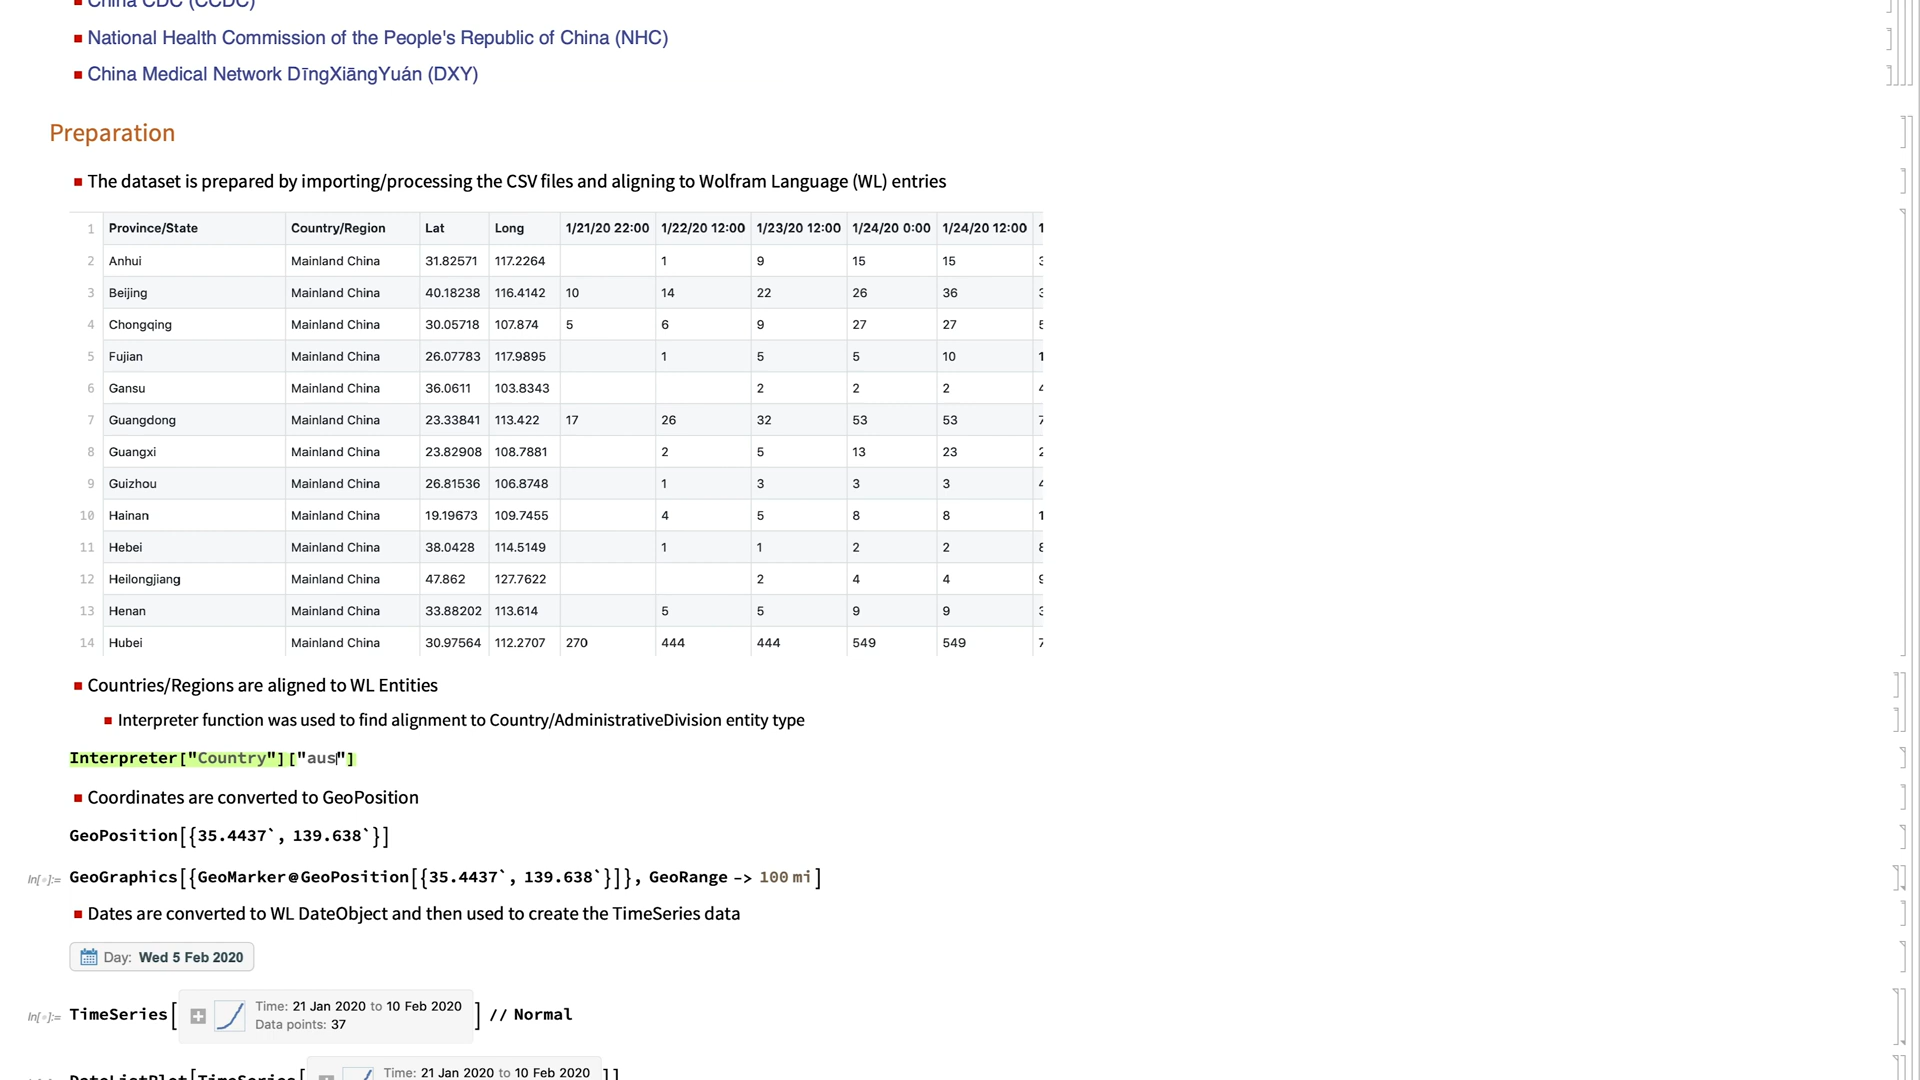 China CDC (CCDC)
National Health Commission of the People's Republic of China (NHC)
China Medical Network DīngXiāngYuán (DXY)
Preparation
The dataset is prepared by importing/processing the CSV files and aligning to Wolfram Language (WL) entries
1 Province/State Country/Region Lat Long 1/21/20 22:00 1/22/20 12:00 1/23/20 12:00 1/24/20 0:00 1/24/20 12:00 1
2 Anhui Mainland China 31.82571 117.2264 1 9 15 15
3 Beijing Mainland China 40.18238 116.4142 10 14 22 26 36
4 Chongqing Mainland China 30.05718 107.874 5 6 9 27 27
5 Fujian Mainland China 26.07783 117.9895 1 5 5 10 1
6 Gansu Mainland China 36.0611 103.8343 2 2 2
7 Guangdong Mainland China 23.33841 113.422 17 26 32 53 53
8 Guangxi Mainland China 23.82908 108.7881 2 5 13 23
9 Guizhou Mainland China 26.81536 106.8748 1 3 3 3
10 Hainan Mainland China 19.19673 109.7455 4 5 8 8 1
11 Hebei Mainland China 38.0428 114.5149 1 1 2 2
12 Heilongjiang Mainland China 47.862 127.7622 2 4 4
13 Henan Mainland China 33.88202 113.614 5 5 9 9
14 Hubei Mainland China 30.97564 112.2707 270 444 444 549 549
Countries/Regions are aligned to WL Entities
Interpreter function was used to find alignment to Country/AdministrativeDivision entity type
Interpreter["Country"]["aus"]
Coordinates are converted to GeoPosition
GeoPosition[{35.4437`, 139.638`}]
In[∘]:= GeoGraphics[{GeoMarker@GeoPosition[{35.4437`, 139.638`}]}, GeoRange -> 100 mi]
Dates are converted to WL DateObject and then used to create the TimeSeries data
Day: Wed 5 Feb 2020
Time: 21 Jan 2020 to 10 Feb 2020
In[∘]:= TimeSeries[ ] // Normal
Data points: 37
DateListPlot[TimeSeries[ Time: 21 Jan 2020 to 10 Feb 2020 ]]